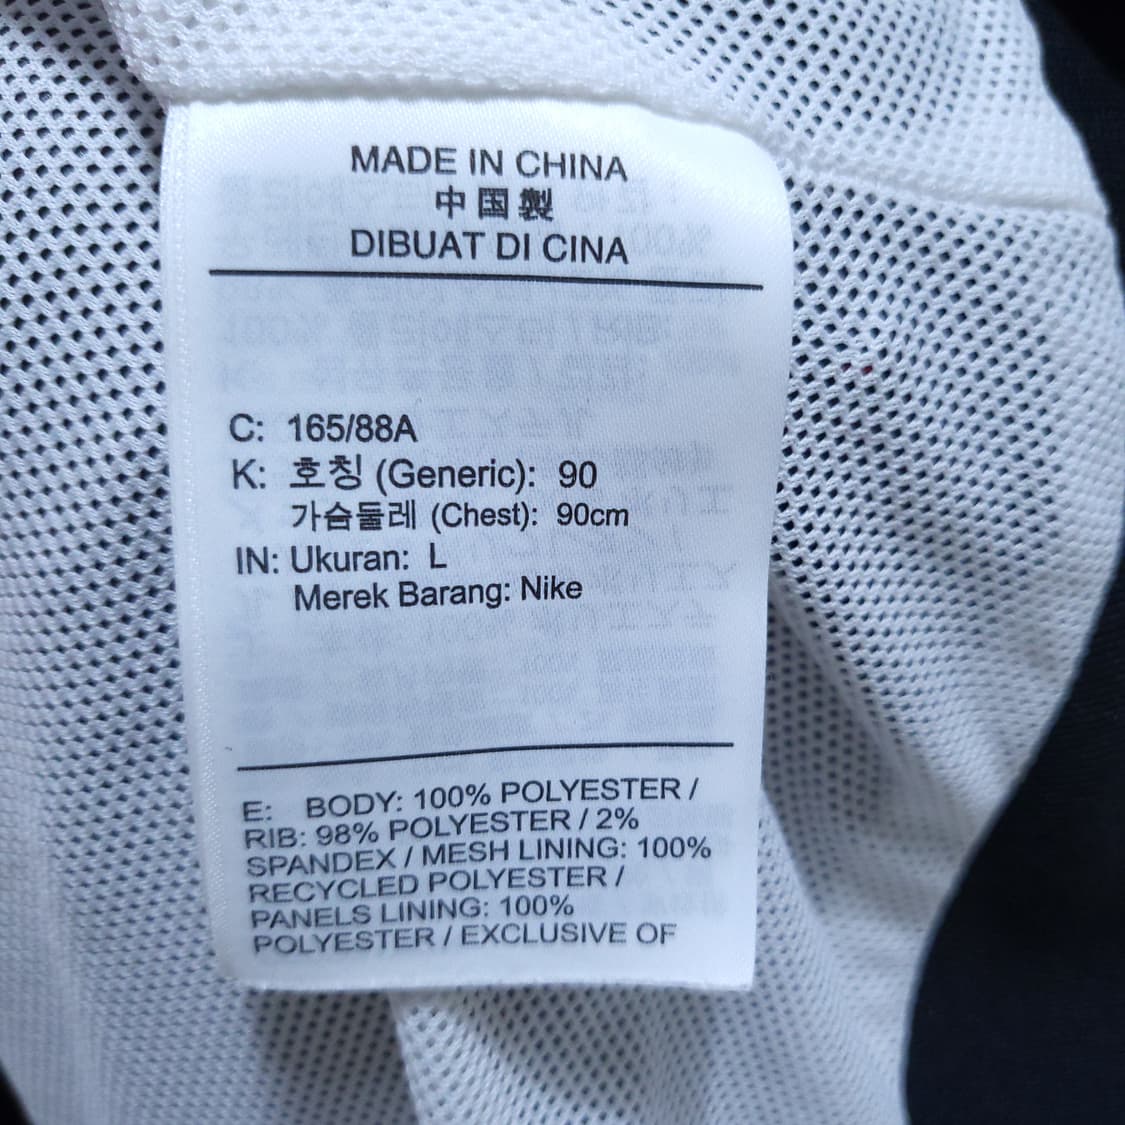 MADE IN CHINA
中国製
DIBUAT DI CINA
C: 165/88A
K: 호칭 (Generic): 90
가슴둘레 (Chest): 90cm
IN: Ukuran: L
Merek Barang: Nike
E: BODY: 100% POLYESTER /
RIB: 98% POLYESTER / 2%
SPANDEX / MESH LINING: 100%
RECYCLED POLYESTER /
PANELS LINING: 100%
POLYESTER / EXCLUSIVE OF